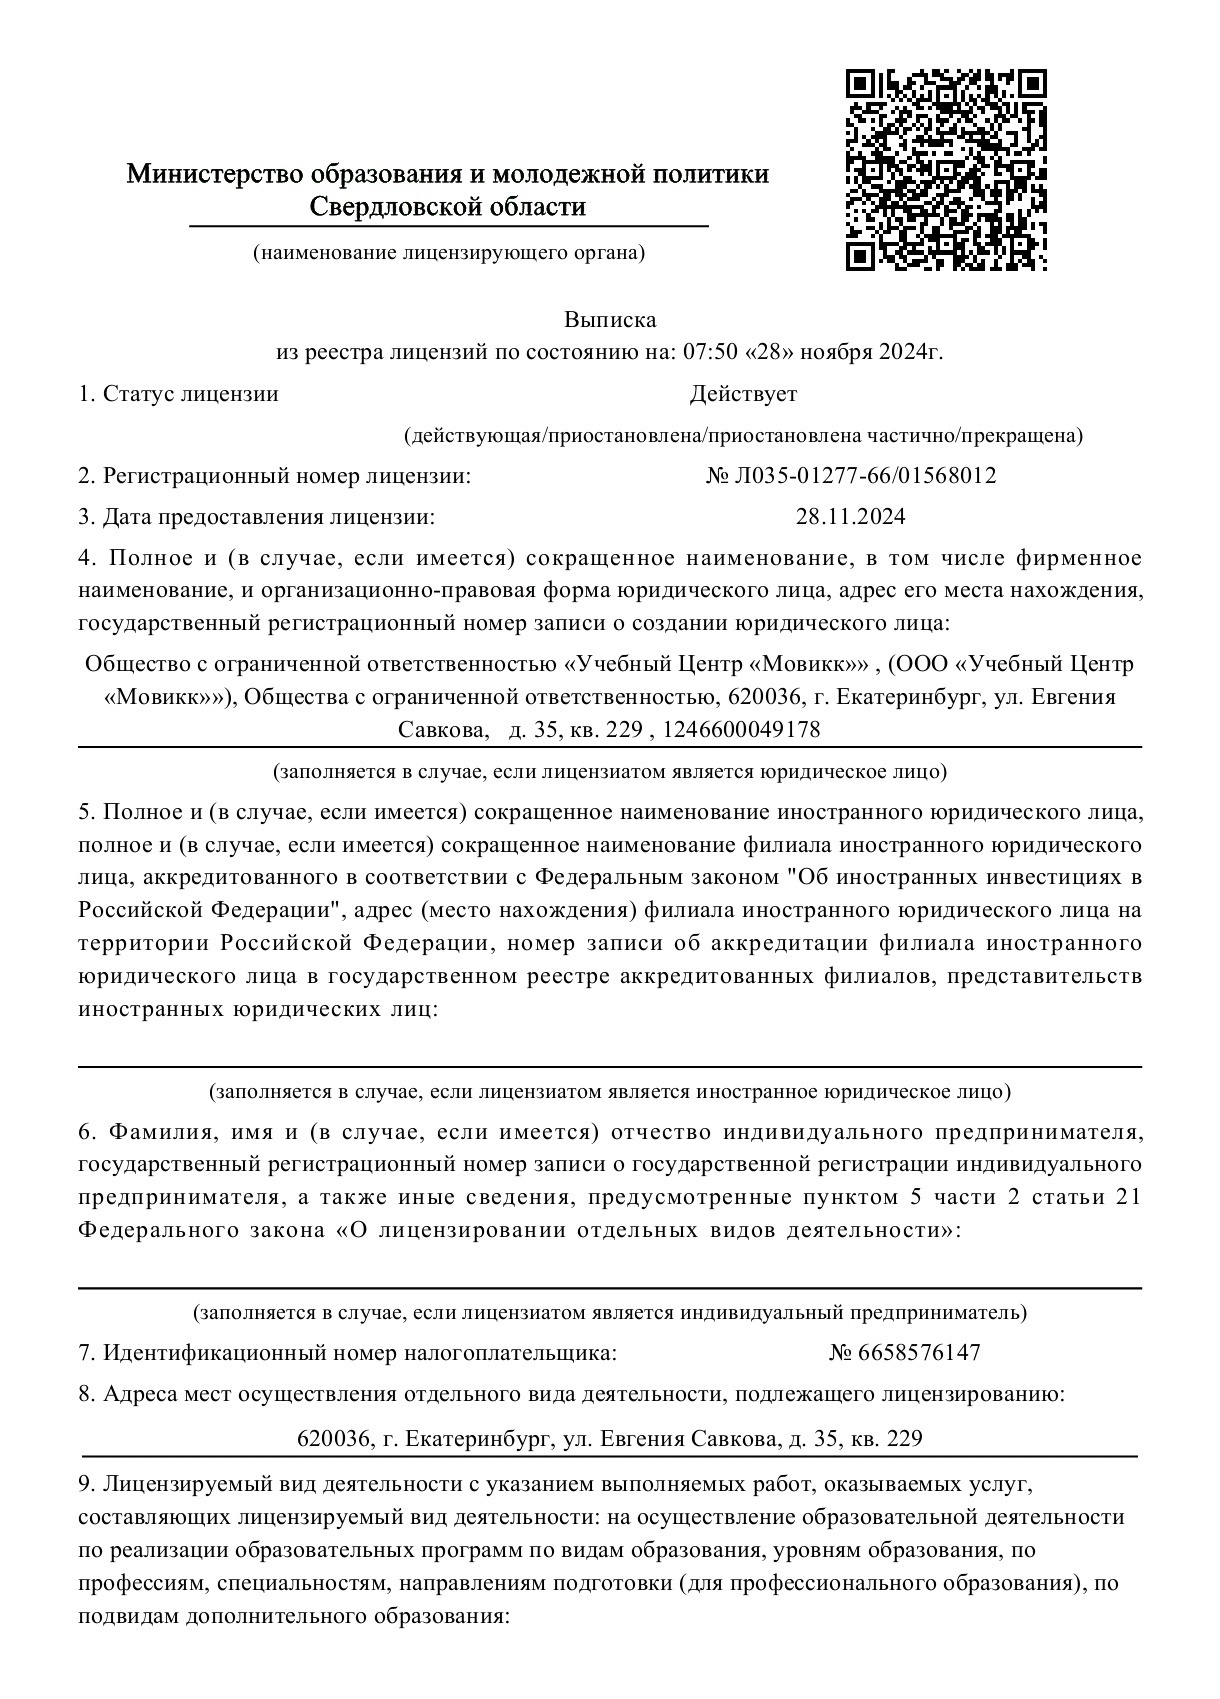 Министерство образования и молодежной политики
Свердловской области
(наименование лицензирующего органа)
Выписка
из реестра лицензий по состоянию на: 07:50 «28» ноября 2024г.
1. Статус лицензии Действует
(действующая/приостановлена/приостановлена частично/прекращена)
2. Регистрационный номер лицензии: № Л035-01277-66/01568012
3. Дата предоставления лицензии: 28.11.2024
4. Полное и (в случае, если имеется) сокращенное наименование, в том числе фирменное
наименование, и организационно-правовая форма юридического лица, адрес его места нахождения,
государственный регистрационный номер записи о создании юридического лица:
Общество с ограниченной ответственностью «Учебный Центр «Мовикк»» , (ООО «Учебный Центр
«Мовикк»»), Общества с ограниченной ответственностью, 620036, г. Екатеринбург, ул. Евгения
Савкова, д. 35, кв. 229 , 1246600049178
(заполняется в случае, если лицензиатом является юридическое лицо)
5. Полное и (в случае, если имеется) сокращенное наименование иностранного юридического лица,
полное и (в случае, если имеется) сокращенное наименование филиала иностранного юридического
лица, аккредитованного в соответствии с Федеральным законом "Об иностранных инвестициях в
Российской Федерации", адрес (место нахождения) филиала иностранного юридического лица на
территории Российской Федерации, номер записи об аккредитации филиала иностранного
юридического лица в государственном реестре аккредитованных филиалов, представительств
иностранных юридических лиц:
(заполняется в случае, если лицензиатом является иностранное юридическое лицо)
6. Фамилия, имя и (в случае, если имеется) отчество индивидуального предпринимателя,
государственный регистрационный номер записи о государственной регистрации индивидуального
предпринимателя, а также иные сведения, предусмотренные пунктом 5 части 2 статьи 21
Федерального закона «О лицензировании отдельных видов деятельности»:
(заполняется в случае, если лицензиатом является индивидуальный предприниматель)
7. Идентификационный номер налогоплательщика: № 6658576147
8. Адреса мест осуществления отдельного вида деятельности, подлежащего лицензированию:
620036, г. Екатеринбург, ул. Евгения Савкова, д. 35, кв. 229
9. Лицензируемый вид деятельности с указанием выполняемых работ, оказываемых услуг,
составляющих лицензируемый вид деятельности: на осуществление образовательной деятельности
по реализации образовательных программ по видам образования, уровням образования, по
профессиям, специальностям, направлениям подготовки (для профессионального образования), по
подвидам дополнительного образования: